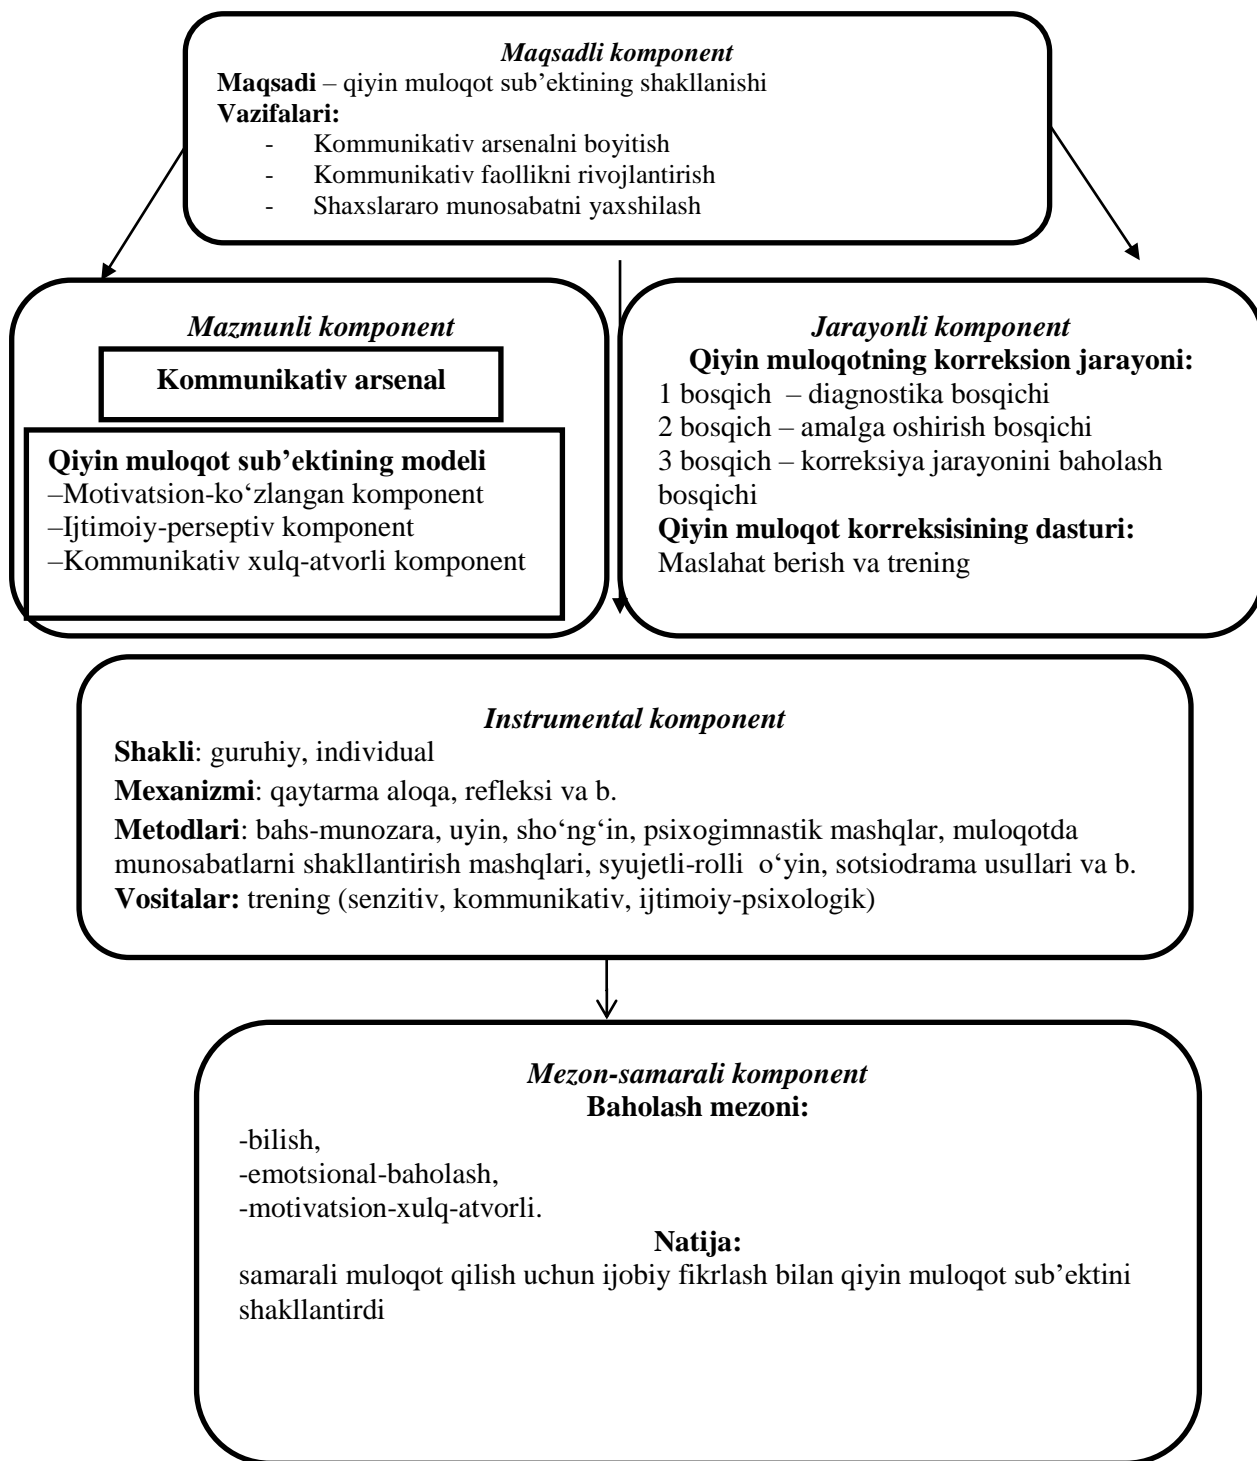 Maqsadli komponent
Maqsadi – qiyin muloqot sub’ektining shakllanishi
Vazifalari:
- Kommunikativ arsenalni boyitish
- Kommunikativ faollikni rivojlantirish
- Shaxslararo munosabatni yaxshilash
Mazmunli komponent
Kommunikativ arsenal
Qiyin muloqot sub’ektining modeli
–Motivatsion-ko‘zlangan komponent
–Ijtimoiy-perseptiv komponent
–Kommunikativ xulq-atvorli komponent
Jarayonli komponent
Qiyin muloqotning korreksion jarayoni:
1 bosqich – diagnostika bosqichi
2 bosqich – amalga oshirish bosqichi
3 bosqich – korreksiya jarayonini baholash
bosqichi
Qiyin muloqot korreksisining dasturi:
Maslahat berish va trening
Instrumental komponent
Shakli: guruhiy, individual
Mexanizmi: qaytarma aloqa, refleksi va b.
Metodlari: bahs-munozara, uyin, sho‘ng‘in, psixogimnastik mashqlar, muloqotda
munosabatlarni shakllantirish mashqlari, syujetli-rolli o‘yin, sotsiodrama usullari va b.
Vositalar: trening (senzitiv, kommunikativ, ijtimoiy-psixologik)
Mezon-samarali komponent
Baholash mezoni:
-bilish,
-emotsional-baholash,
-motivatsion-xulq-atvorli.
Natija:
samarali muloqot qilish uchun ijobiy fikrlash bilan qiyin muloqot sub’ektini
shakllantirdi